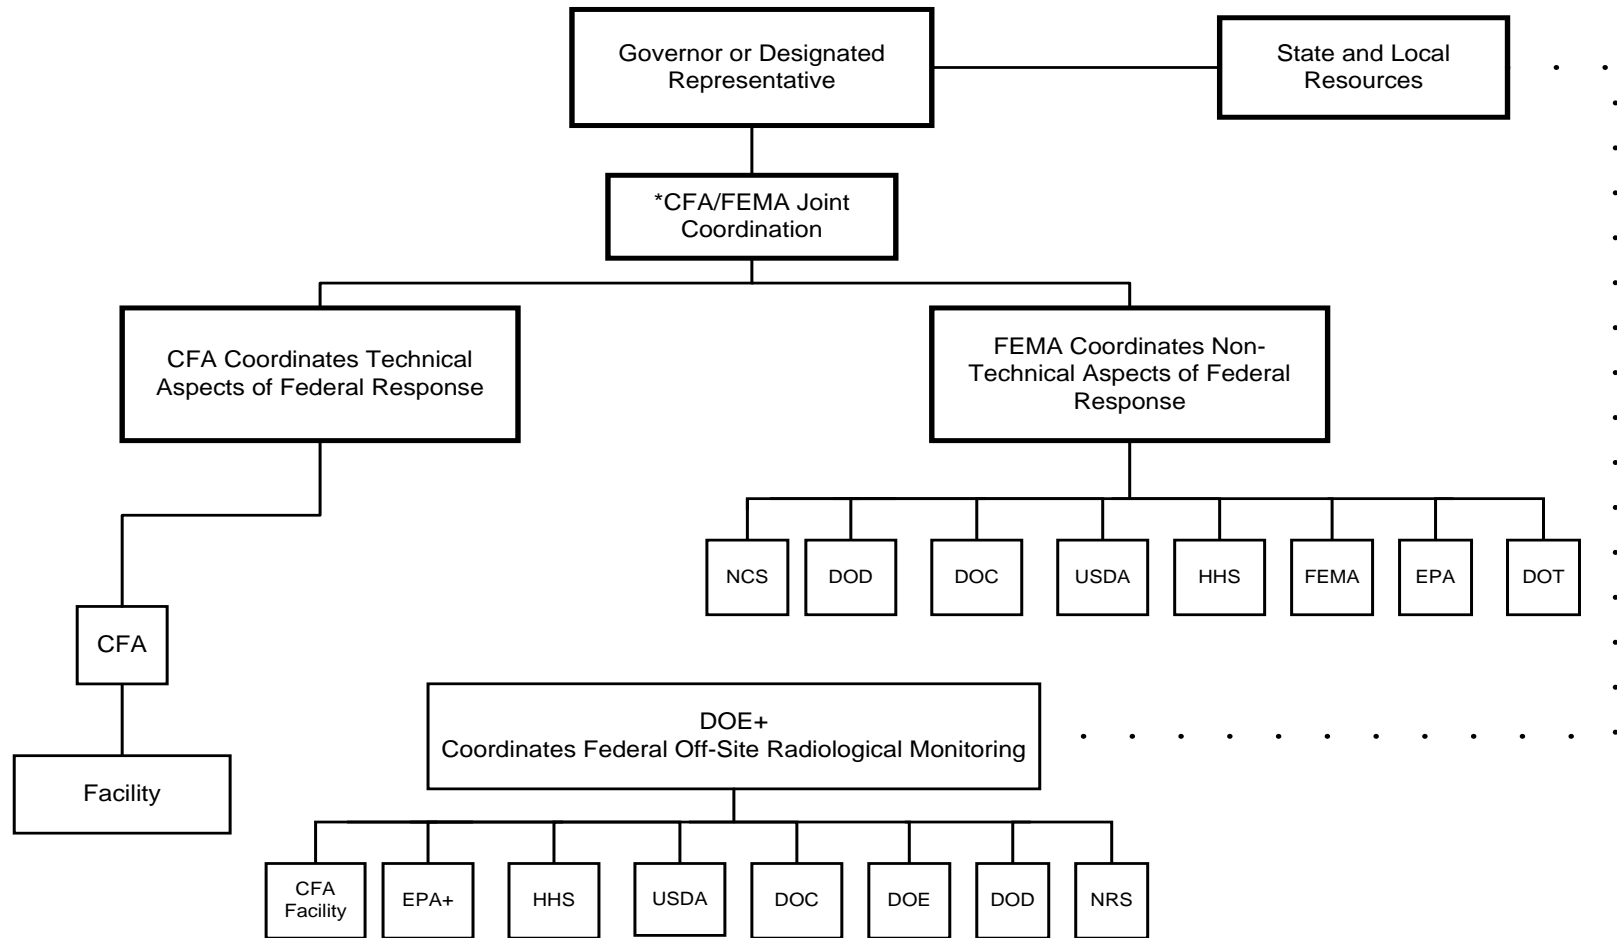 Governor or Designated
Representative
State and Local
Resources
*CFA/FEMA Joint
Coordination
CFA Coordinates Technical
Aspects of Federal Response
FEMA Coordinates Non-
Technical Aspects of Federal
Response
NCS
DOD
DOC
USDA
HHS
FEMA
EPA
DOT
CFA
DOE+
Coordinates Federal Off-Site Radiological Monitoring
Facility
CFA
Facility
EPA+
HHS
USDA
DOC
DOE
DOD
NRS